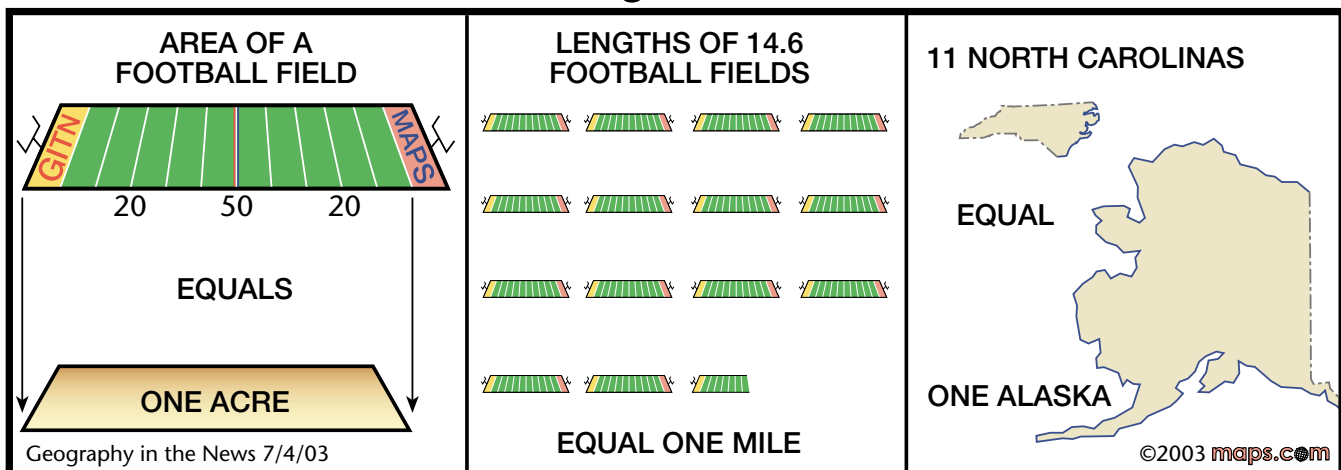 AREA OF A
FOOTBALL FIELD
GITN
MAPS
20 50 20
EQUALS
ONE ACRE
Geography in the News 7/4/03
LENGTHS OF 14.6
FOOTBALL FIELDS
EQUAL ONE MILE
11 NORTH CAROLINAS
EQUAL
ONE ALASKA
©2003 maps.com